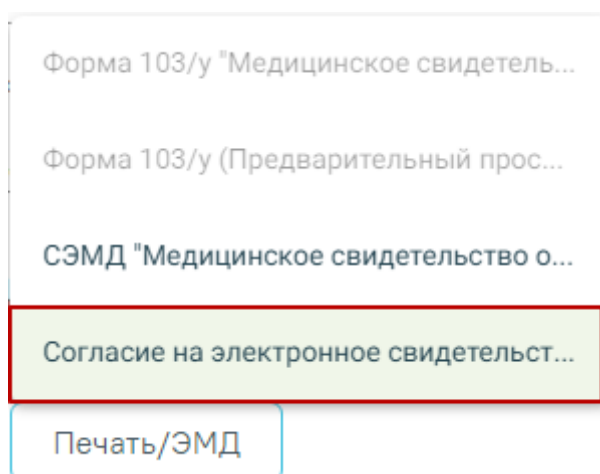 Форма 103/у "Медицинское свидетель...
Форма 103/у (Предварительный прос...
СЭМД "Медицинское свидетельство о...
Согласие на электронное свидетельст...
Печать/ЭМД